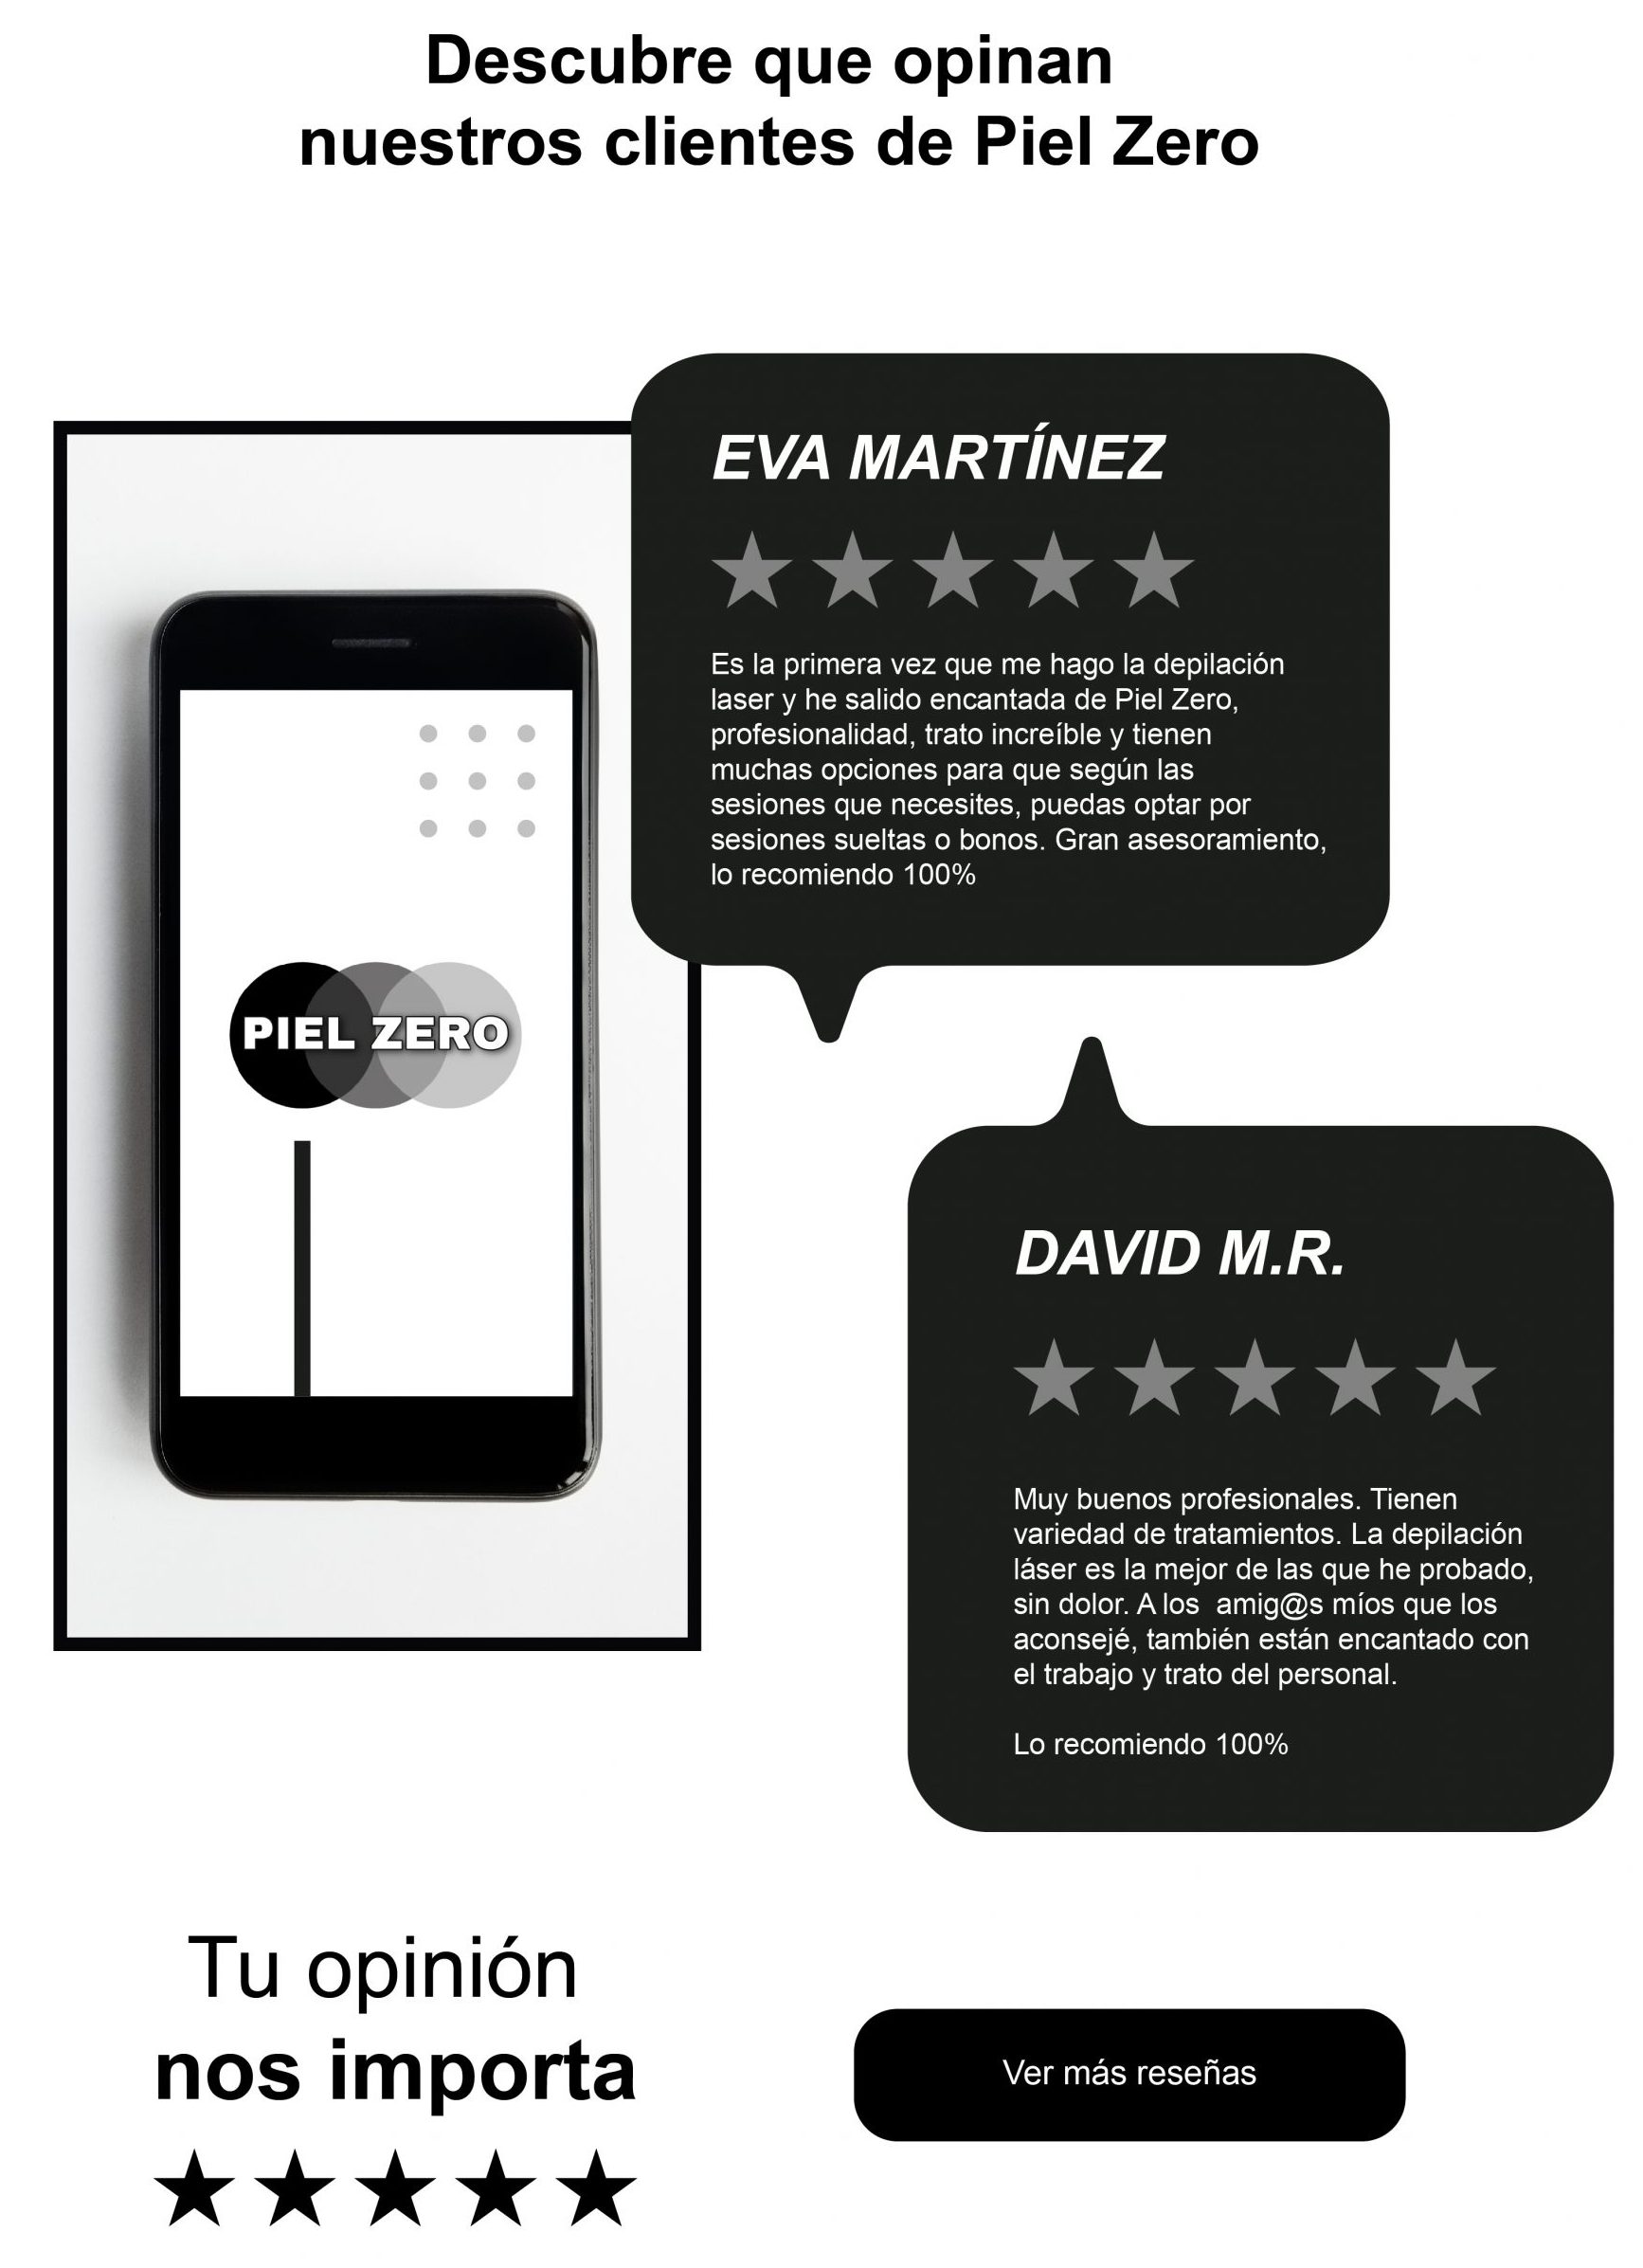 Descubre que opinan
nuestros clientes de Piel Zero
EVA MARTÍNEZ
Es la primera vez que me hago la depilación
laser y he salido encantada de Piel Zero,
profesionalidad, trato increíble y tienen
muchas opciones para que según las
sesiones que necesites, puedas optar por
sesiones sueltas o bonos. Gran asesoramiento,
lo recomiendo 100%
PIEL ZERO
DAVID M.R.
Muy buenos profesionales. Tienen
variedad de tratamientos. La depilación
láser es la mejor de las que he probado,
sin dolor. A los  amig@s míos que los
aconsejé, también están encantado con
el trabajo y trato del personal.
Lo recomiendo 100%
Tu opinión
nos importa
Ver más reseñas